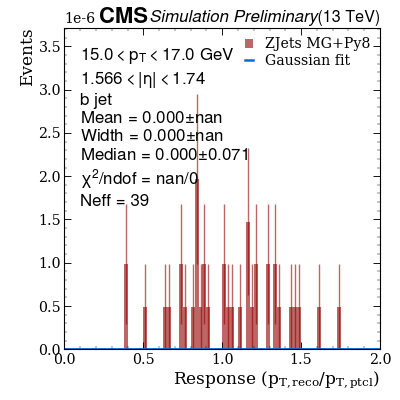 1e-6 CMS Simulation Preliminary (13 TeV)
Events
15.0 < p_T < 17.0 GeV
1.566 < |η| < 1.74
b jet
Mean = 0.000±nan
Width = 0.000±nan
Median = 0.000±0.071
χ²/ndof = nan/0
Neff = 39
ZJets MG+Py8
Gaussian fit
3.5
3.0
2.5
2.0
1.5
1.0
0.5
0.0
0.0 0.5 1.0 1.5 2.0
Response (p_T,reco/p_T,ptcl)